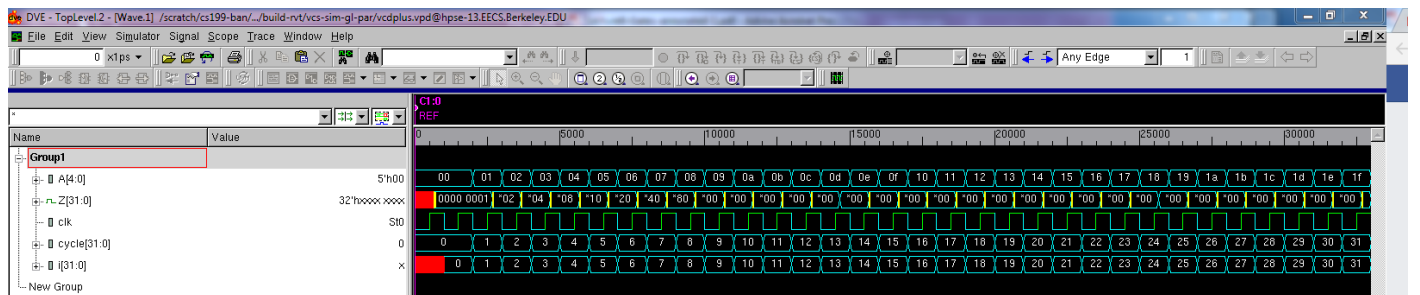 DVE - TopLevel.2 - [Wave.1] /scratch/cs199-ban/.../build-rvt/vcs-sim-gl-par/vcdplus.vpd@hpse-13.EECS.Berkeley.EDU
File Edit View Simulator Signal Scope Trace Window Help
0 x1ps Any Edge 1
C1:0
* REF
Name Value 0 5000 10000 15000 20000 25000 30000
Group1
A[4:0] 5'h00 00 01 02 03 04 05 06 07 08 09 0a 0b 0c 0d 0e 0f 10 11 12 13 14 15 16 17 18 19 1a 1b 1c 1d 1e 1f
Z[31:0] 32'hxxxx xxxx 0000 0001 *02 *04 *08 *10 *20 *40 *80 *00 *00 *00 *00 *00 *00 *00 *00 *00 *00 *00 *00 *00 *00 *00 *00 *00 *00 *00 *00 *00 *00 *00
clk St0
cycle[31:0] 0 0 1 2 3 4 5 6 7 8 9 10 11 12 13 14 15 16 17 18 19 20 21 22 23 24 25 26 27 28 29 30 31
i[31:0] x 0 1 2 3 4 5 6 7 8 9 10 11 12 13 14 15 16 17 18 19 20 21 22 23 24 25 26 27 28 29 30 31
New Group